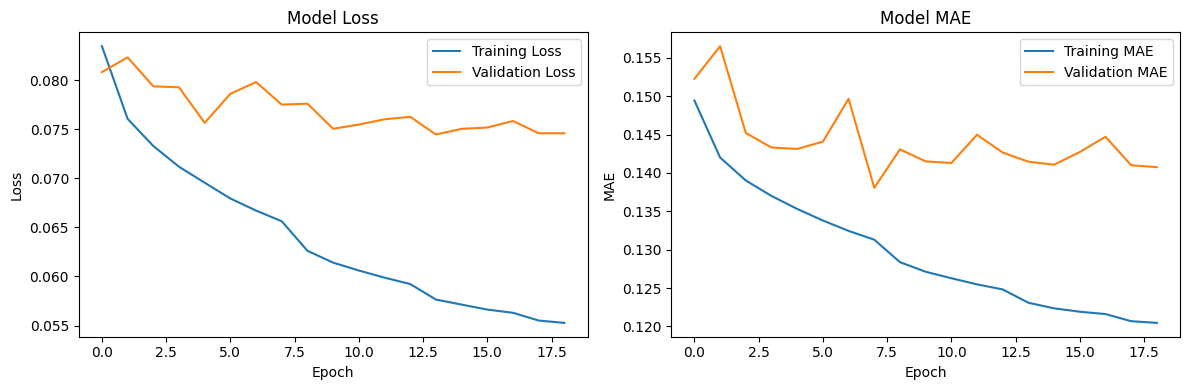 Model Loss
Training Loss
Validation Loss
0.080
0.075
0.070
0.065
0.060
0.055
Loss
0.0 2.5 5.0 7.5 10.0 12.5 15.0 17.5
Epoch
Model MAE
Training MAE
Validation MAE
0.155
0.150
0.145
0.140
0.135
0.130
0.125
0.120
MAE
0.0 2.5 5.0 7.5 10.0 12.5 15.0 17.5
Epoch